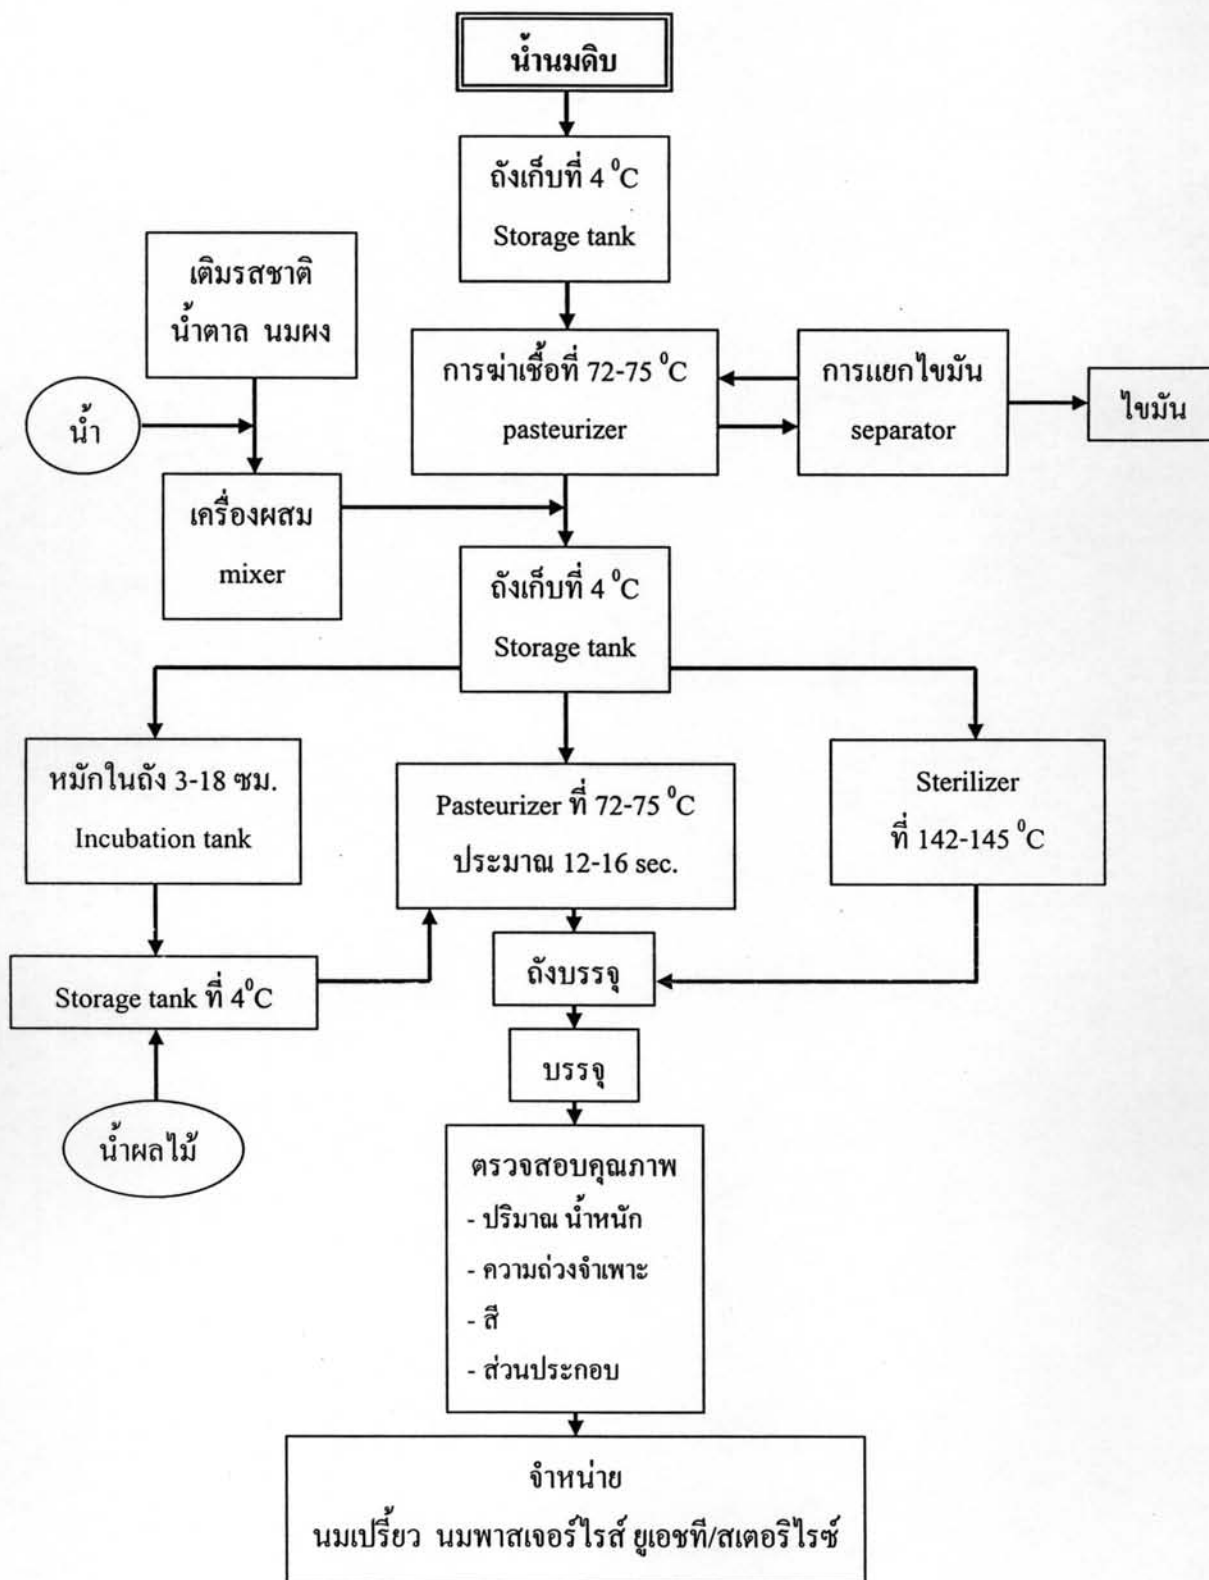 น้ำนมดิบ
ถังเก็บที่ 4 ⁰C
Storage tank
เติมรสชาติ
น้ำตาล นมผง
น้ำ
การฆ่าเชื้อที่ 72-75 ⁰C
pasteurizer
การแยกไขมัน
separator
ไขมัน
เครื่องผสม
mixer
ถังเก็บที่ 4 ⁰C
Storage tank
หมักในถัง 3-18 ซม.
Incubation tank
Pasteurizer ที่ 72-75 ⁰C
ประมาณ 12-16 sec.
Sterilizer
ที่ 142-145 ⁰C
Storage tank ที่ 4⁰C
ถังบรรจุ
บรรจุ
น้ำผลไม้
ตรวจสอบคุณภาพ
- ปริมาณ น้ำหนัก
- ความถ่วงจำเพาะ
- สี
- ส่วนประกอบ
จำหน่าย
นมเปรี้ยว นมพาสเจอร์ไรส์ ยูเอชที/สเตอริไรซ์